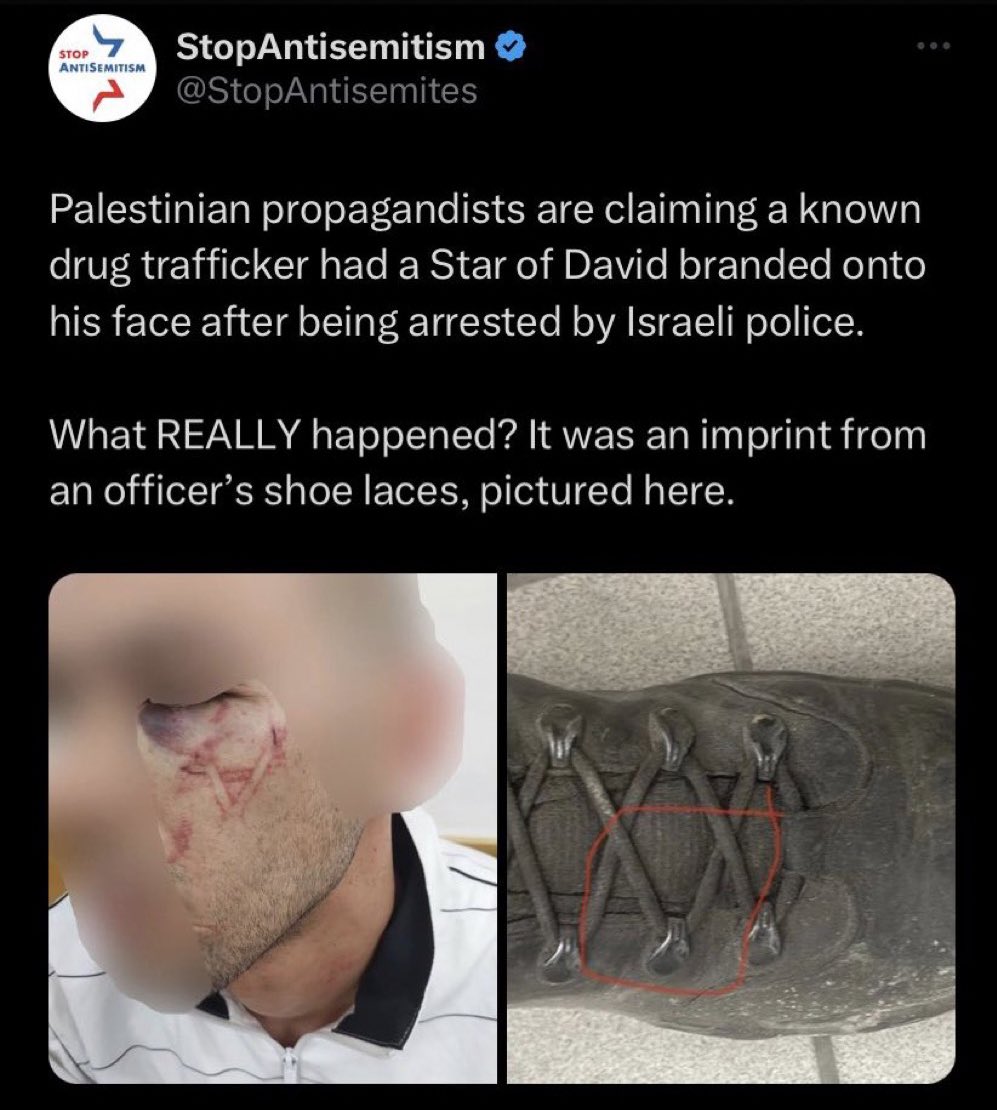 STOP
ANTISEMITISM
StopAntisemitism
@StopAntisemites
Palestinian propagandists are claiming a known
drug trafficker had a Star of David branded onto
his face after being arrested by Israeli police.
What REALLY happened? It was an imprint from
an officer’s shoe laces, pictured here.